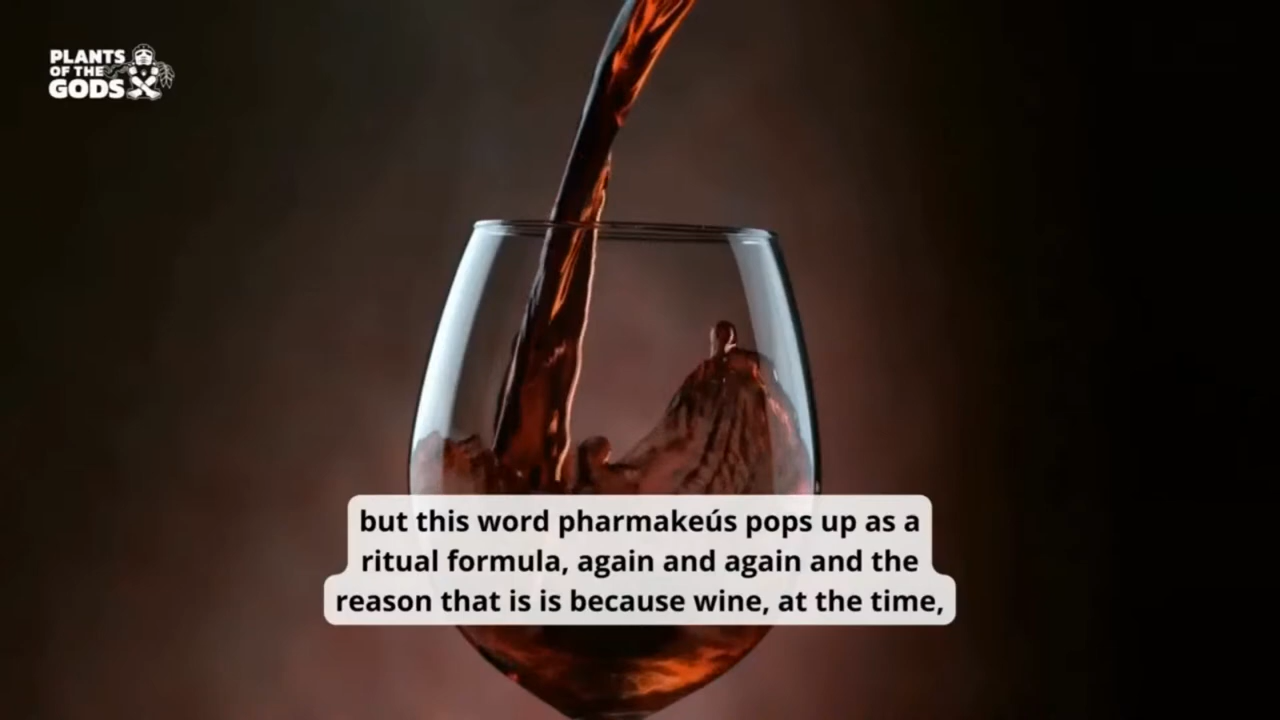 PLANTS
OF THE
GODS
but this word pharmakeús pops up as a
ritual formula, again and again and the
reason that is is because wine, at the time,